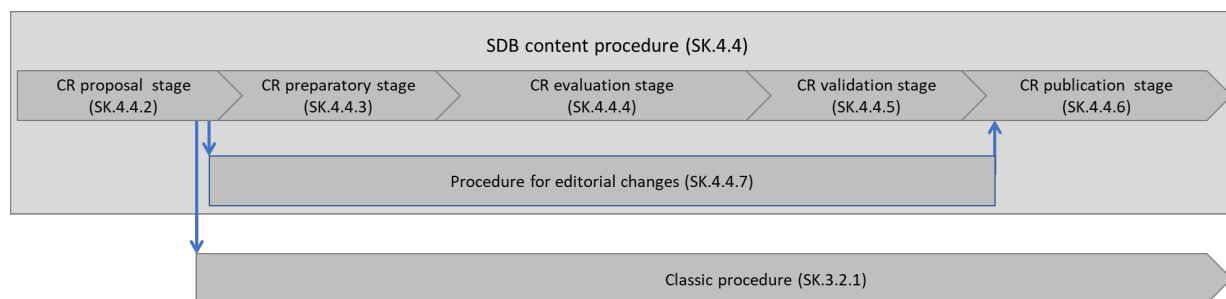 SDB content procedure (SK.4.4)
CR proposal stage
(SK.4.4.2)
CR preparatory stage
(SK.4.4.3)
CR evaluation stage
(SK.4.4.4)
CR validation stage
(SK.4.4.5)
CR publication stage
(SK.4.4.6)
Procedure for editorial changes (SK.4.4.7)
Classic procedure (SK.3.2.1)